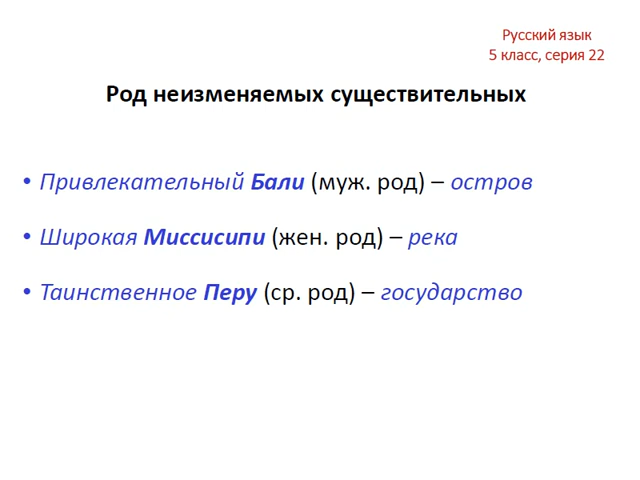 Русский язык
5 класс, серия 22
Род неизменяемых существительных
• Привлекательный Бали (муж. род) – остров
• Широкая Миссисипи (жен. род) – река
• Таинственное Перу (ср. род) – государство